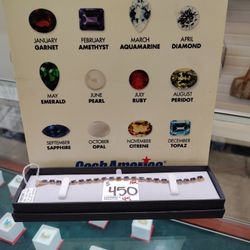 JANUARY FEBRUARY MARCH APRIL
GARNET AMETHYST AQUAMARINE DIAMOND
MAY JUNE JULY AUGUST
EMERALD PEARL RUBY PERIDOT
SEPTEMBER OCTOBER NOVEMBER DECEMBER
SAPPHIRE OPAL CITRINE TOPAZ
CashAmerica
450